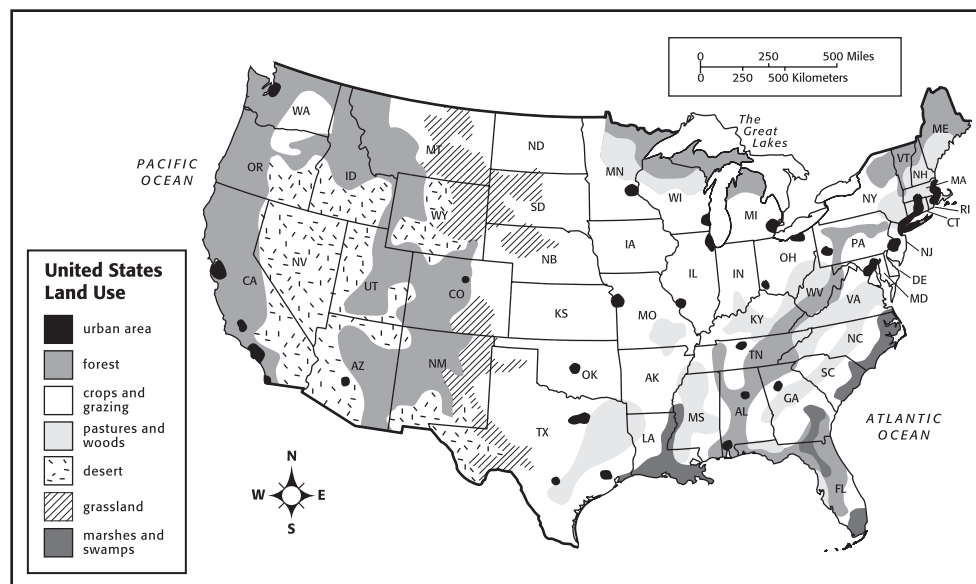 0 250 500 Miles
0 250 500 Kilometers
The
Great
Lakes
PACIFIC
OCEAN
ATLANTIC
OCEAN
WA
OR
ID
MT
ND
MN
WY
SD
WI
MI
NY
VT
NH
ME
MA
RI
CT
NJ
DE
MD
PA
NV
CA
UT
CO
NB
IA
IL
IN
OH
WV
VA
KS
MO
KY
NC
TN
SC
AZ
NM
OK
AK
MS
AL
GA
TX
LA
FL
N
W E
S
United States
Land Use
urban area
forest
crops and
grazing
pastures and
woods
desert
grassland
marshes and
swamps